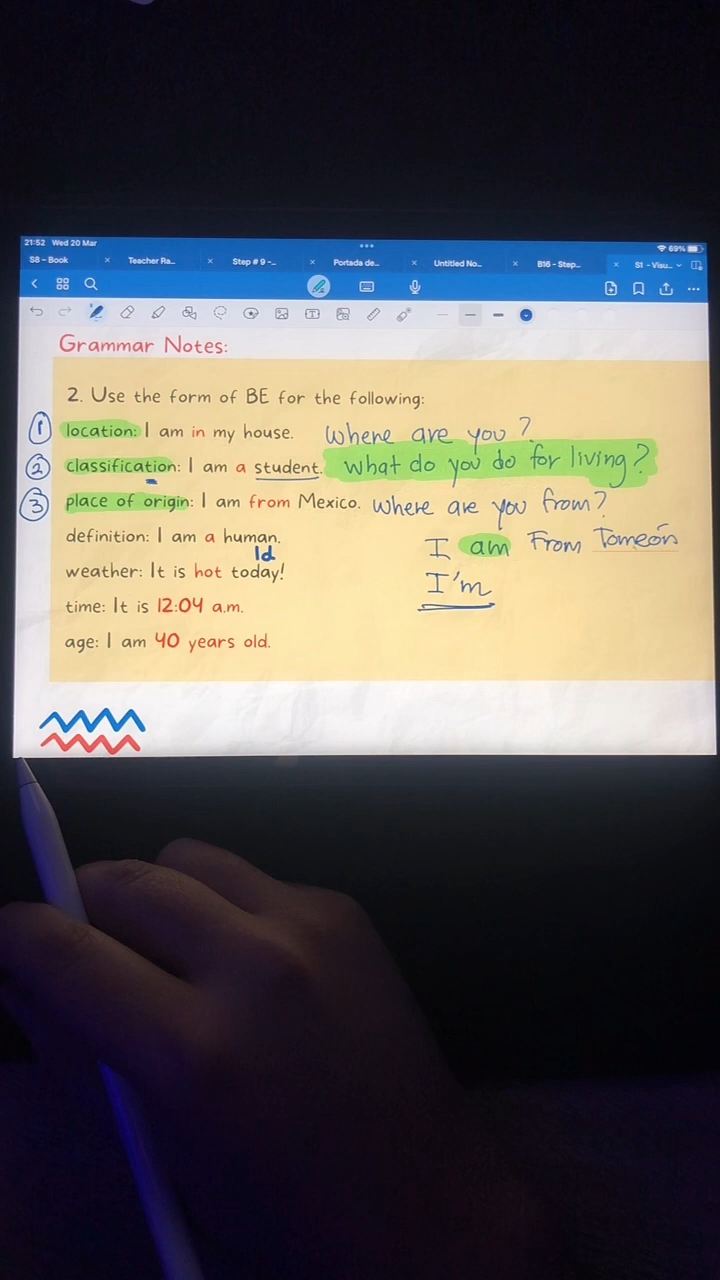 21:52 Wed 20 Mar
69%
S8 - Book × Teacher Ra... × Step # 9 -... × Portada de... × Untitled No... × B16 - Step... × S1 - Visu...
Grammar Notes:
2. Use the form of BE for the following:
1 location: I am in my house. Where are you?
2 classification: I am a student. What do you do for living?
3 place of origin: I am from Mexico. Where are you from?
definition: I am a human. I am From Torreón
ld
weather: It is hot today! I'm
time: It is 12:04 a.m.
age: I am 40 years old.